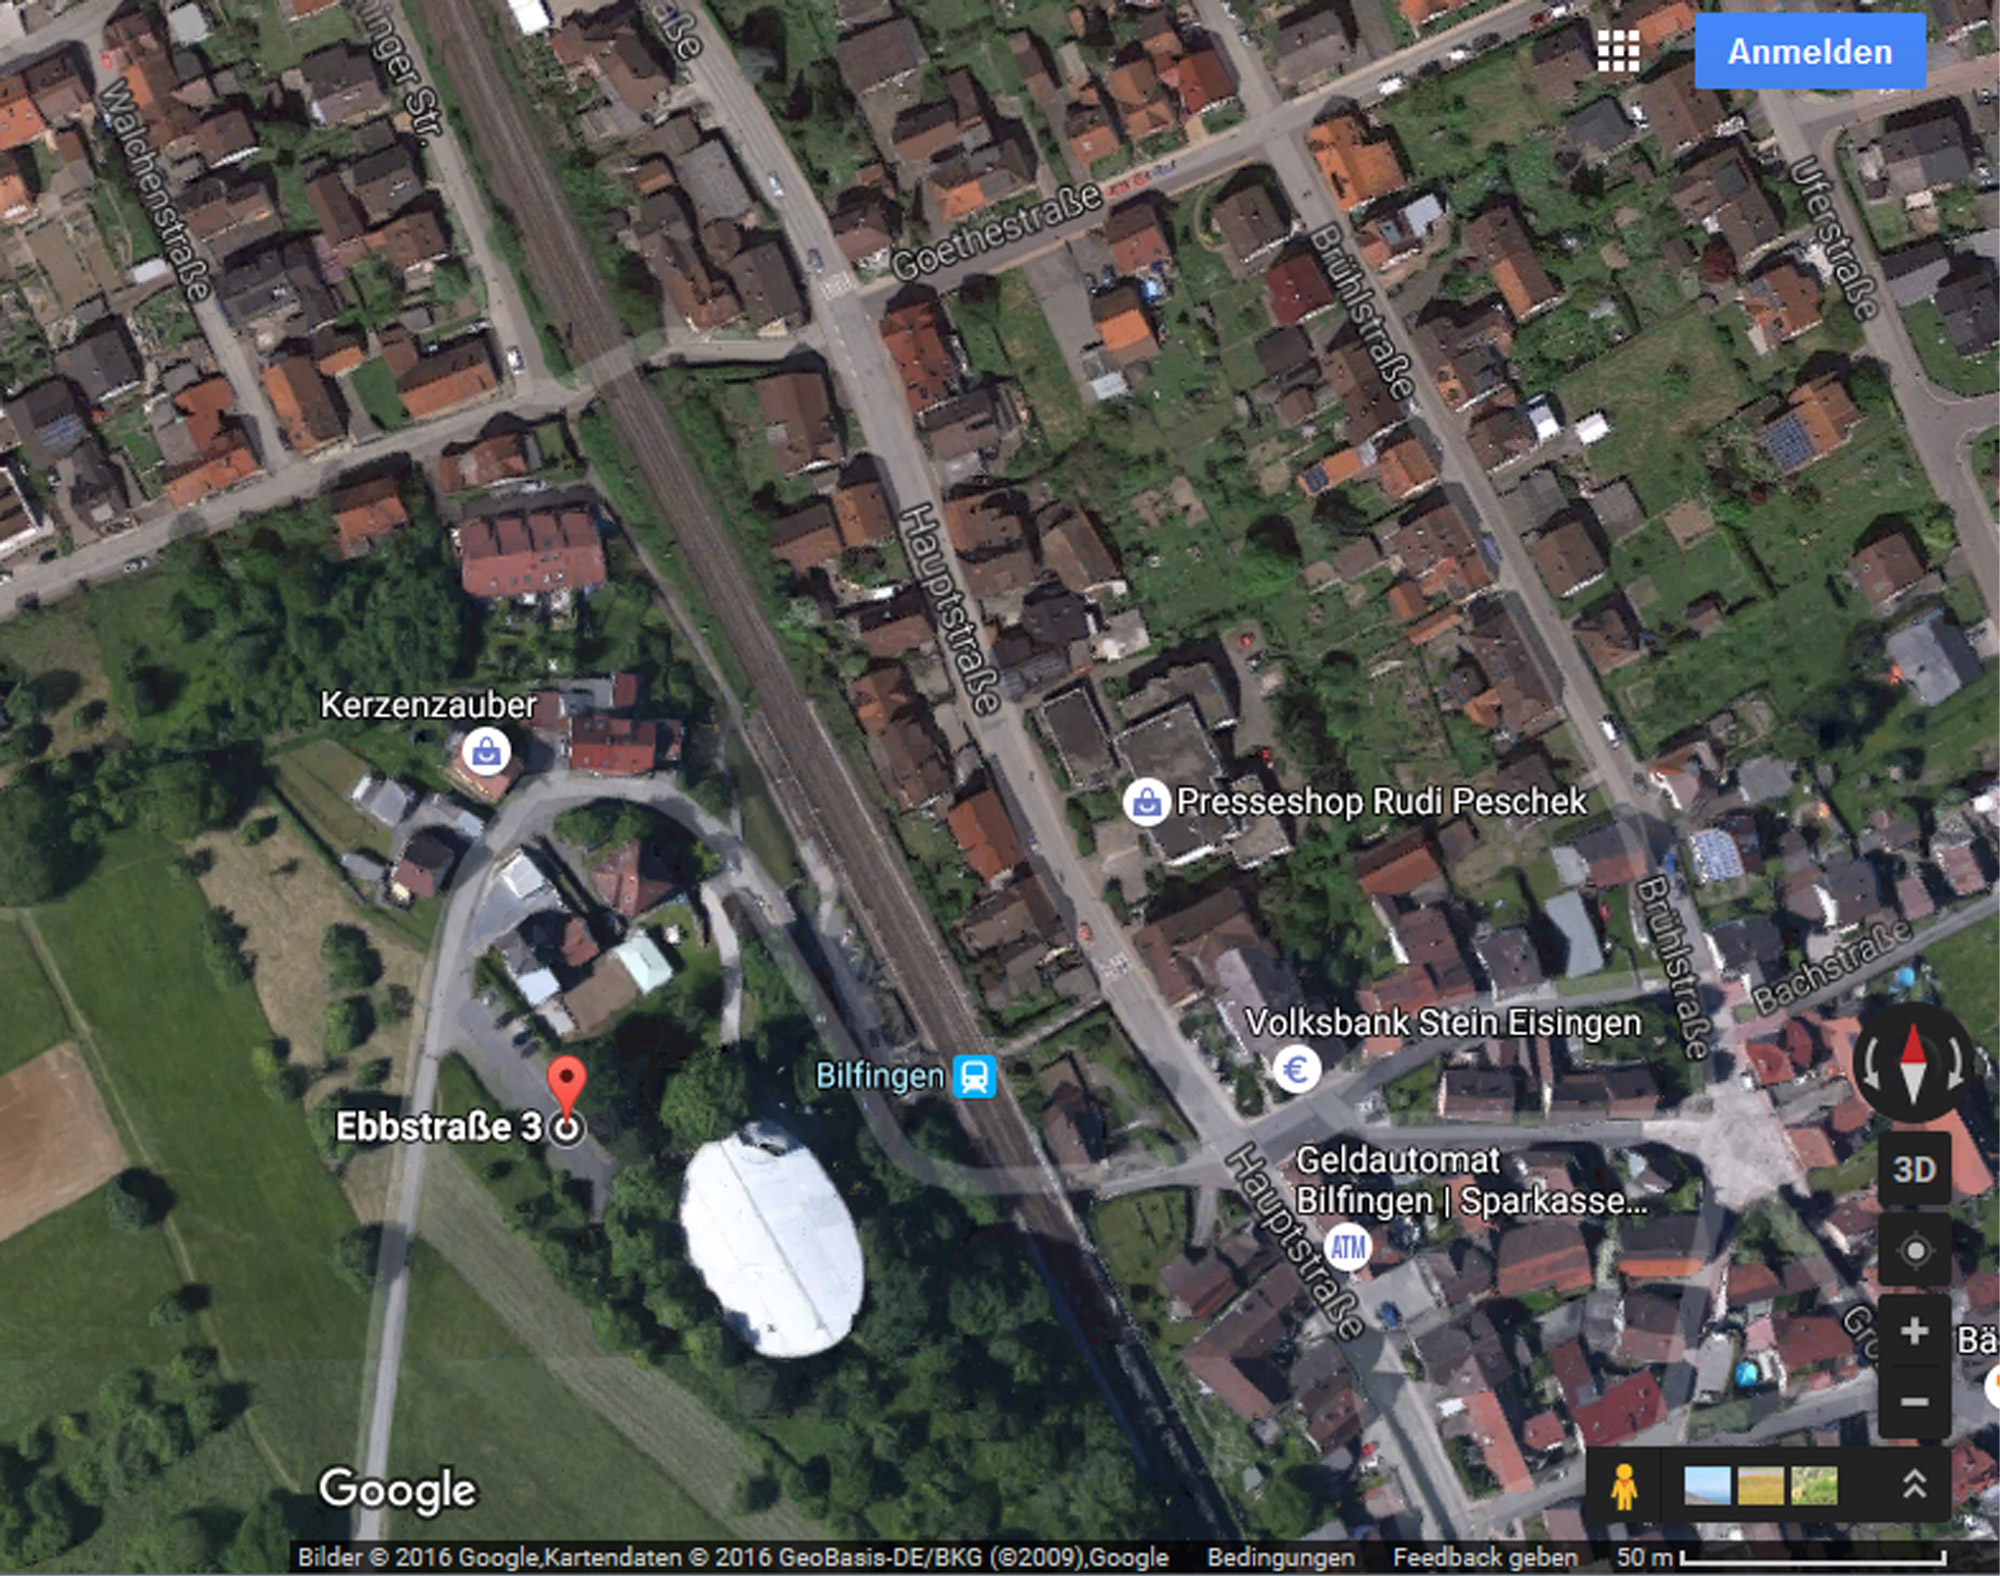 Anmelden
Walchenstraße
Goethestraße
Brühlstraße
Uferstraße
Hauptstraße
Kerzenzauber
Presseshop Rudi Peschek
Brühlstraße
Bachstraße
Volksbank Stein Eisingen
€
Bilfingen
Ebbstraße 3
3D
Geldautomat
Bilfingen | Sparkasse...
ATM
Hauptstraße
Google
Bilder © 2016 Google,Kartendaten © 2016 GeoBasis-DE/BKG (©2009),Google Bedingungen Feedback geben 50 m